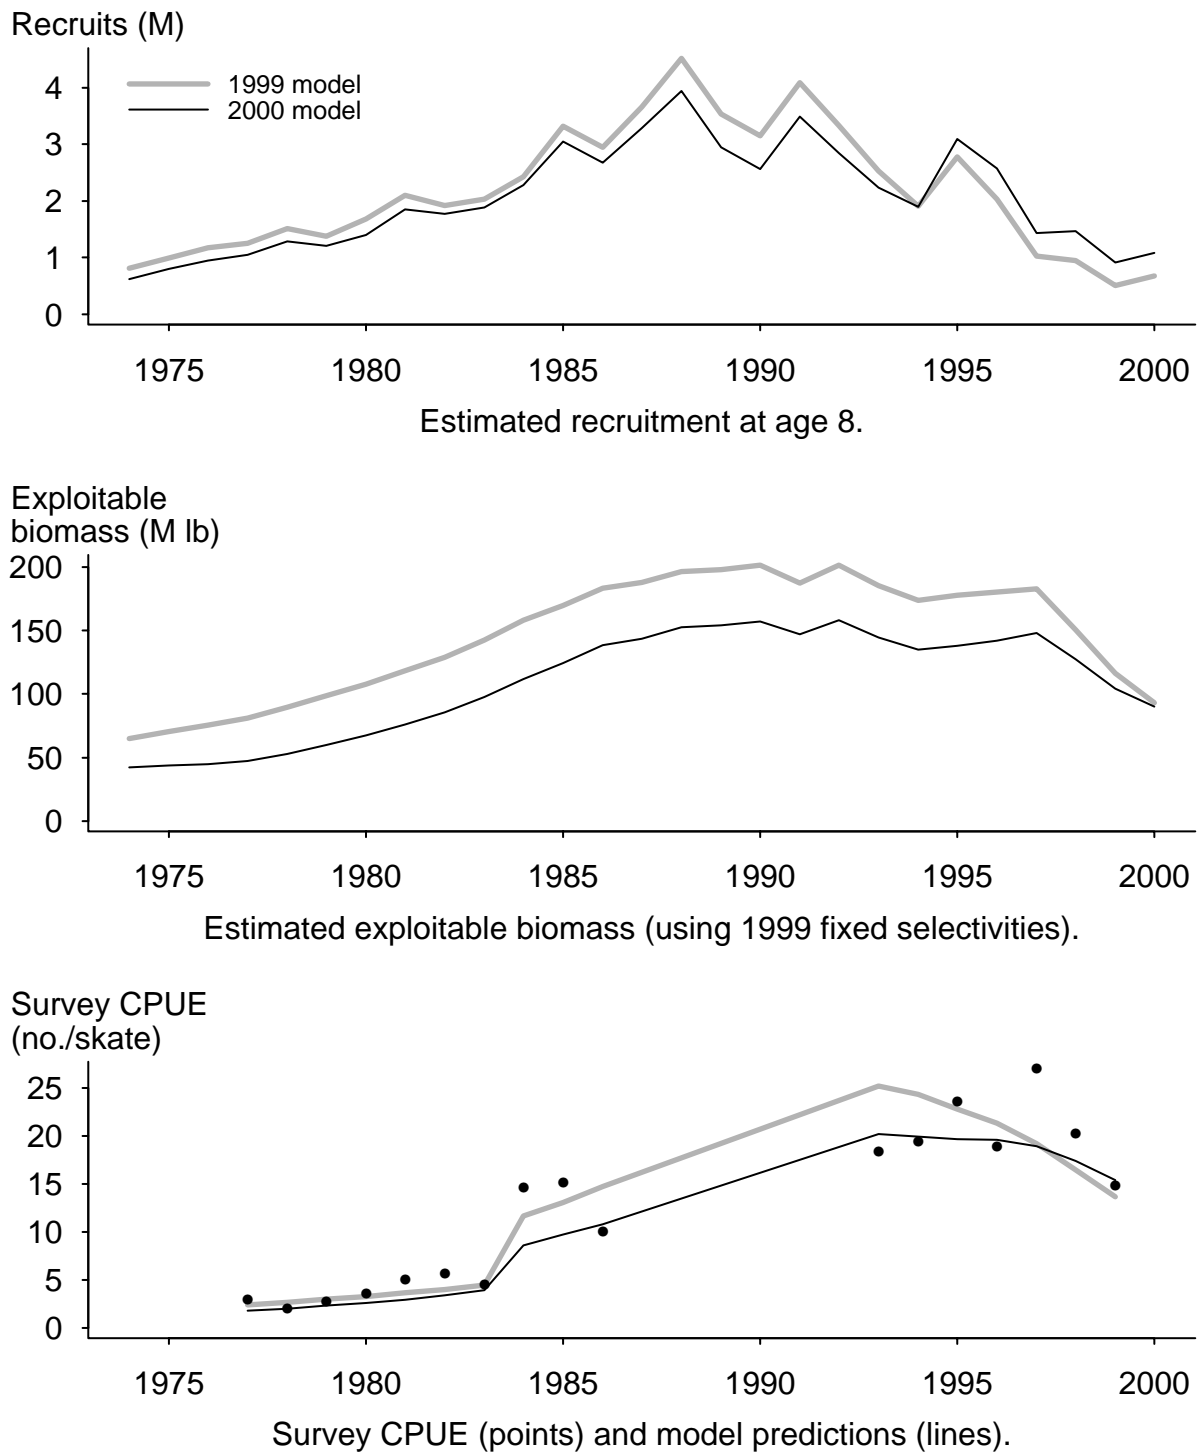 Recruits (M)
4
3
2
1
0
1999 model
2000 model
1975 1980 1985 1990 1995 2000
Estimated recruitment at age 8.
Exploitable
biomass (M lb)
200
150
100
50
0
1975 1980 1985 1990 1995 2000
Estimated exploitable biomass (using 1999 fixed selectivities).
Survey CPUE
(no./skate)
25
20
15
10
5
0
1975 1980 1985 1990 1995 2000
Survey CPUE (points) and model predictions (lines).